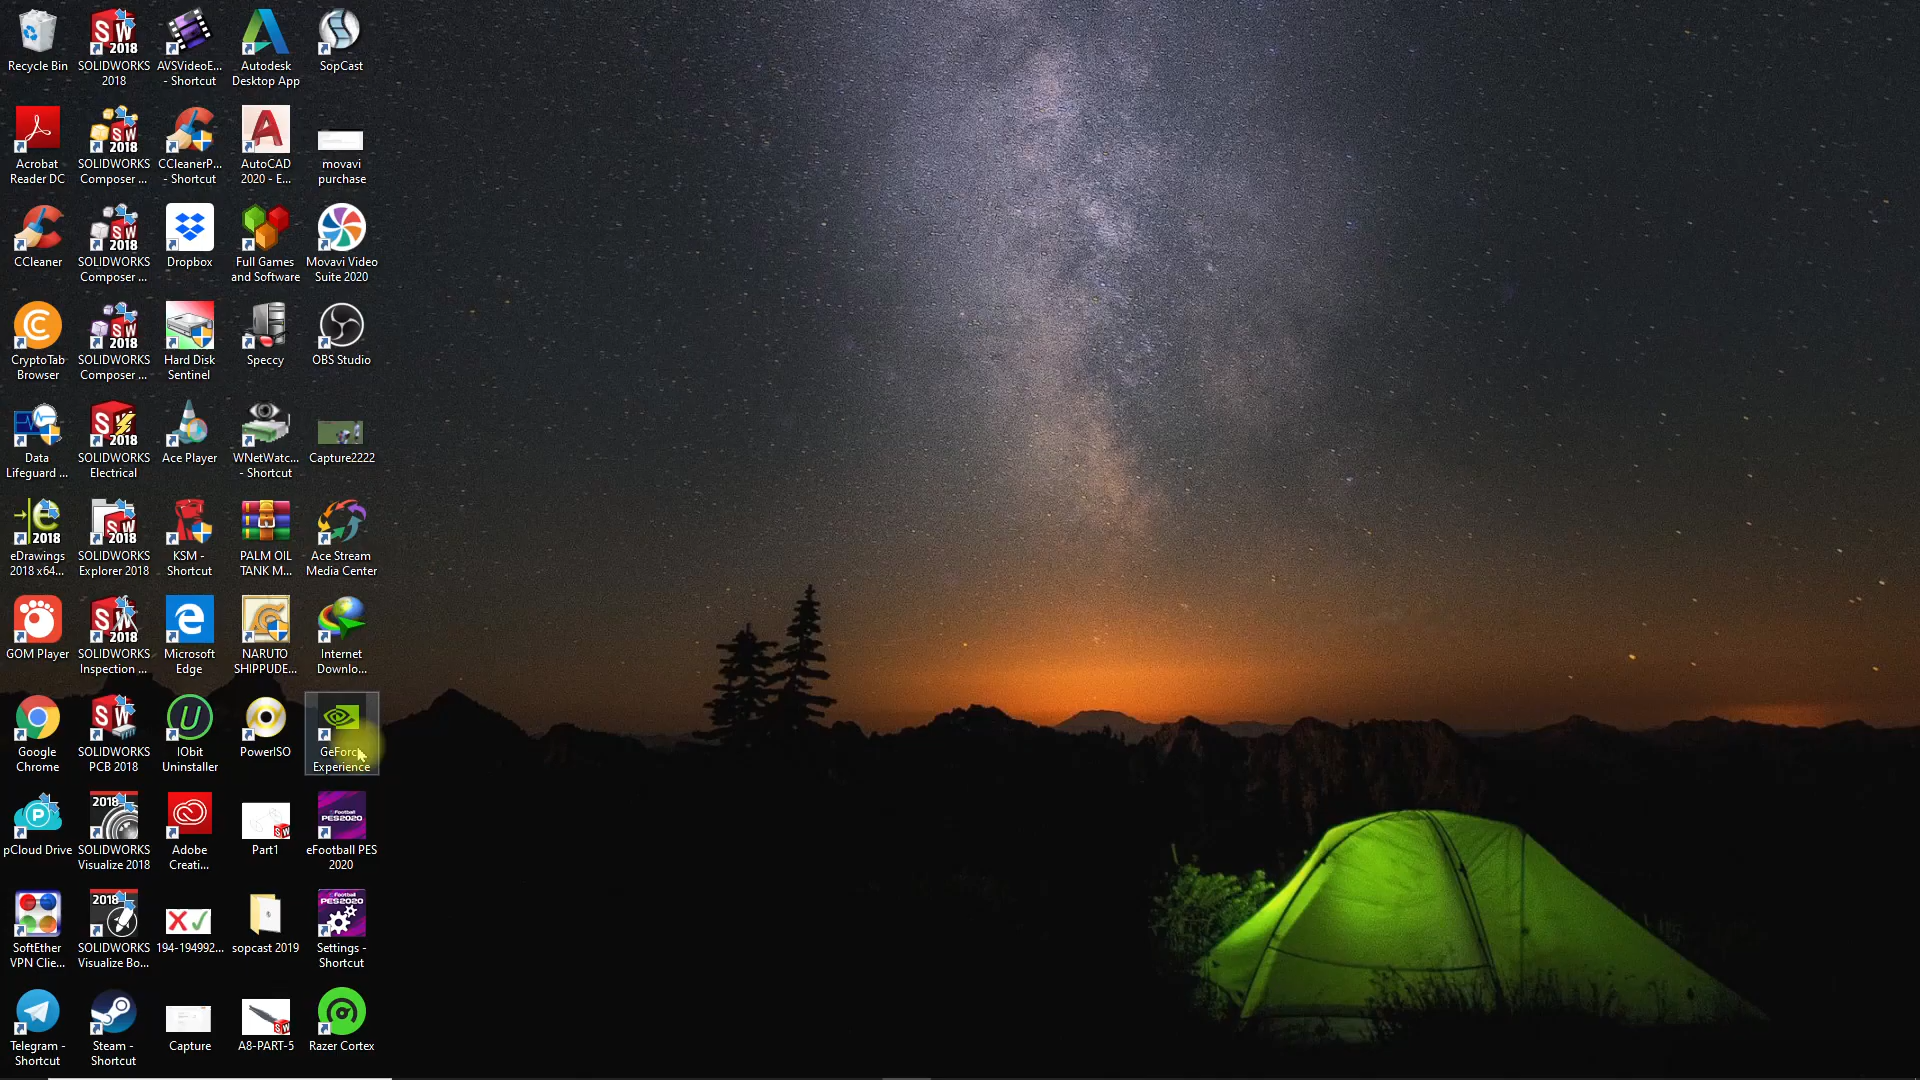 Recycle Bin
SOLIDWORKS
2018
AVSVideoE...
- Shortcut
Autodesk
Desktop App
SopCast
Acrobat
Reader DC
SOLIDWORKS
Composer ...
CCleanerP...
- Shortcut
AutoCAD
2020 - E...
movavi
purchase
CCleaner
SOLIDWORKS
Composer ...
Dropbox
Full Games
and Software
Movavi Video
Suite 2020
CryptoTab
Browser
SOLIDWORKS
Composer ...
Hard Disk
Sentinel
Speccy
OBS Studio
Data
Lifeguard ...
SOLIDWORKS
Electrical
Ace Player
WNetWatc...
- Shortcut
Capture2222
eDrawings
2018 x64...
SOLIDWORKS
Explorer 2018
KSM -
Shortcut
PALM OIL
TANK M...
Ace Stream
Media Center
GOM Player
SOLIDWORKS
Inspection ...
Microsoft
Edge
NARUTO
SHIPPUDE...
Internet
Downlo...
Google
Chrome
SOLIDWORKS
PCB 2018
IObit
Uninstaller
PowerISO
GeForce
Experience
pCloud Drive
SOLIDWORKS
Visualize 2018
Adobe
Creati...
Part1
eFootball PES
2020
SoftEther
VPN Clie...
SOLIDWORKS
Visualize Bo...
194-194992...
sopcast 2019
Settings -
Shortcut
Telegram -
Shortcut
Steam -
Shortcut
Capture
A8-PART-5
Razer Cortex